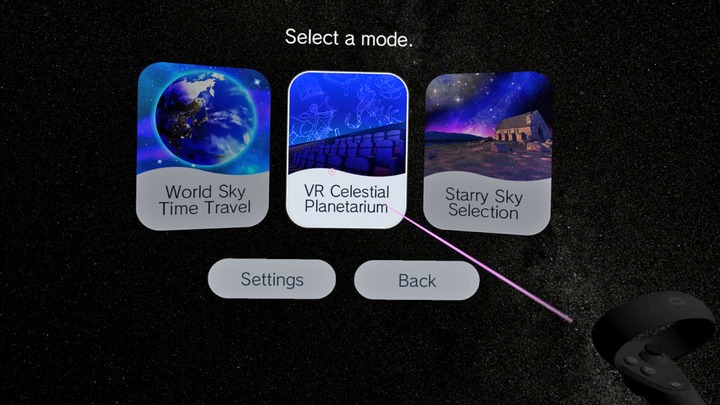 Select a mode.
World Sky
Time Travel
VR Celestial
Planetarium
Starry Sky
Selection
Settings
Back